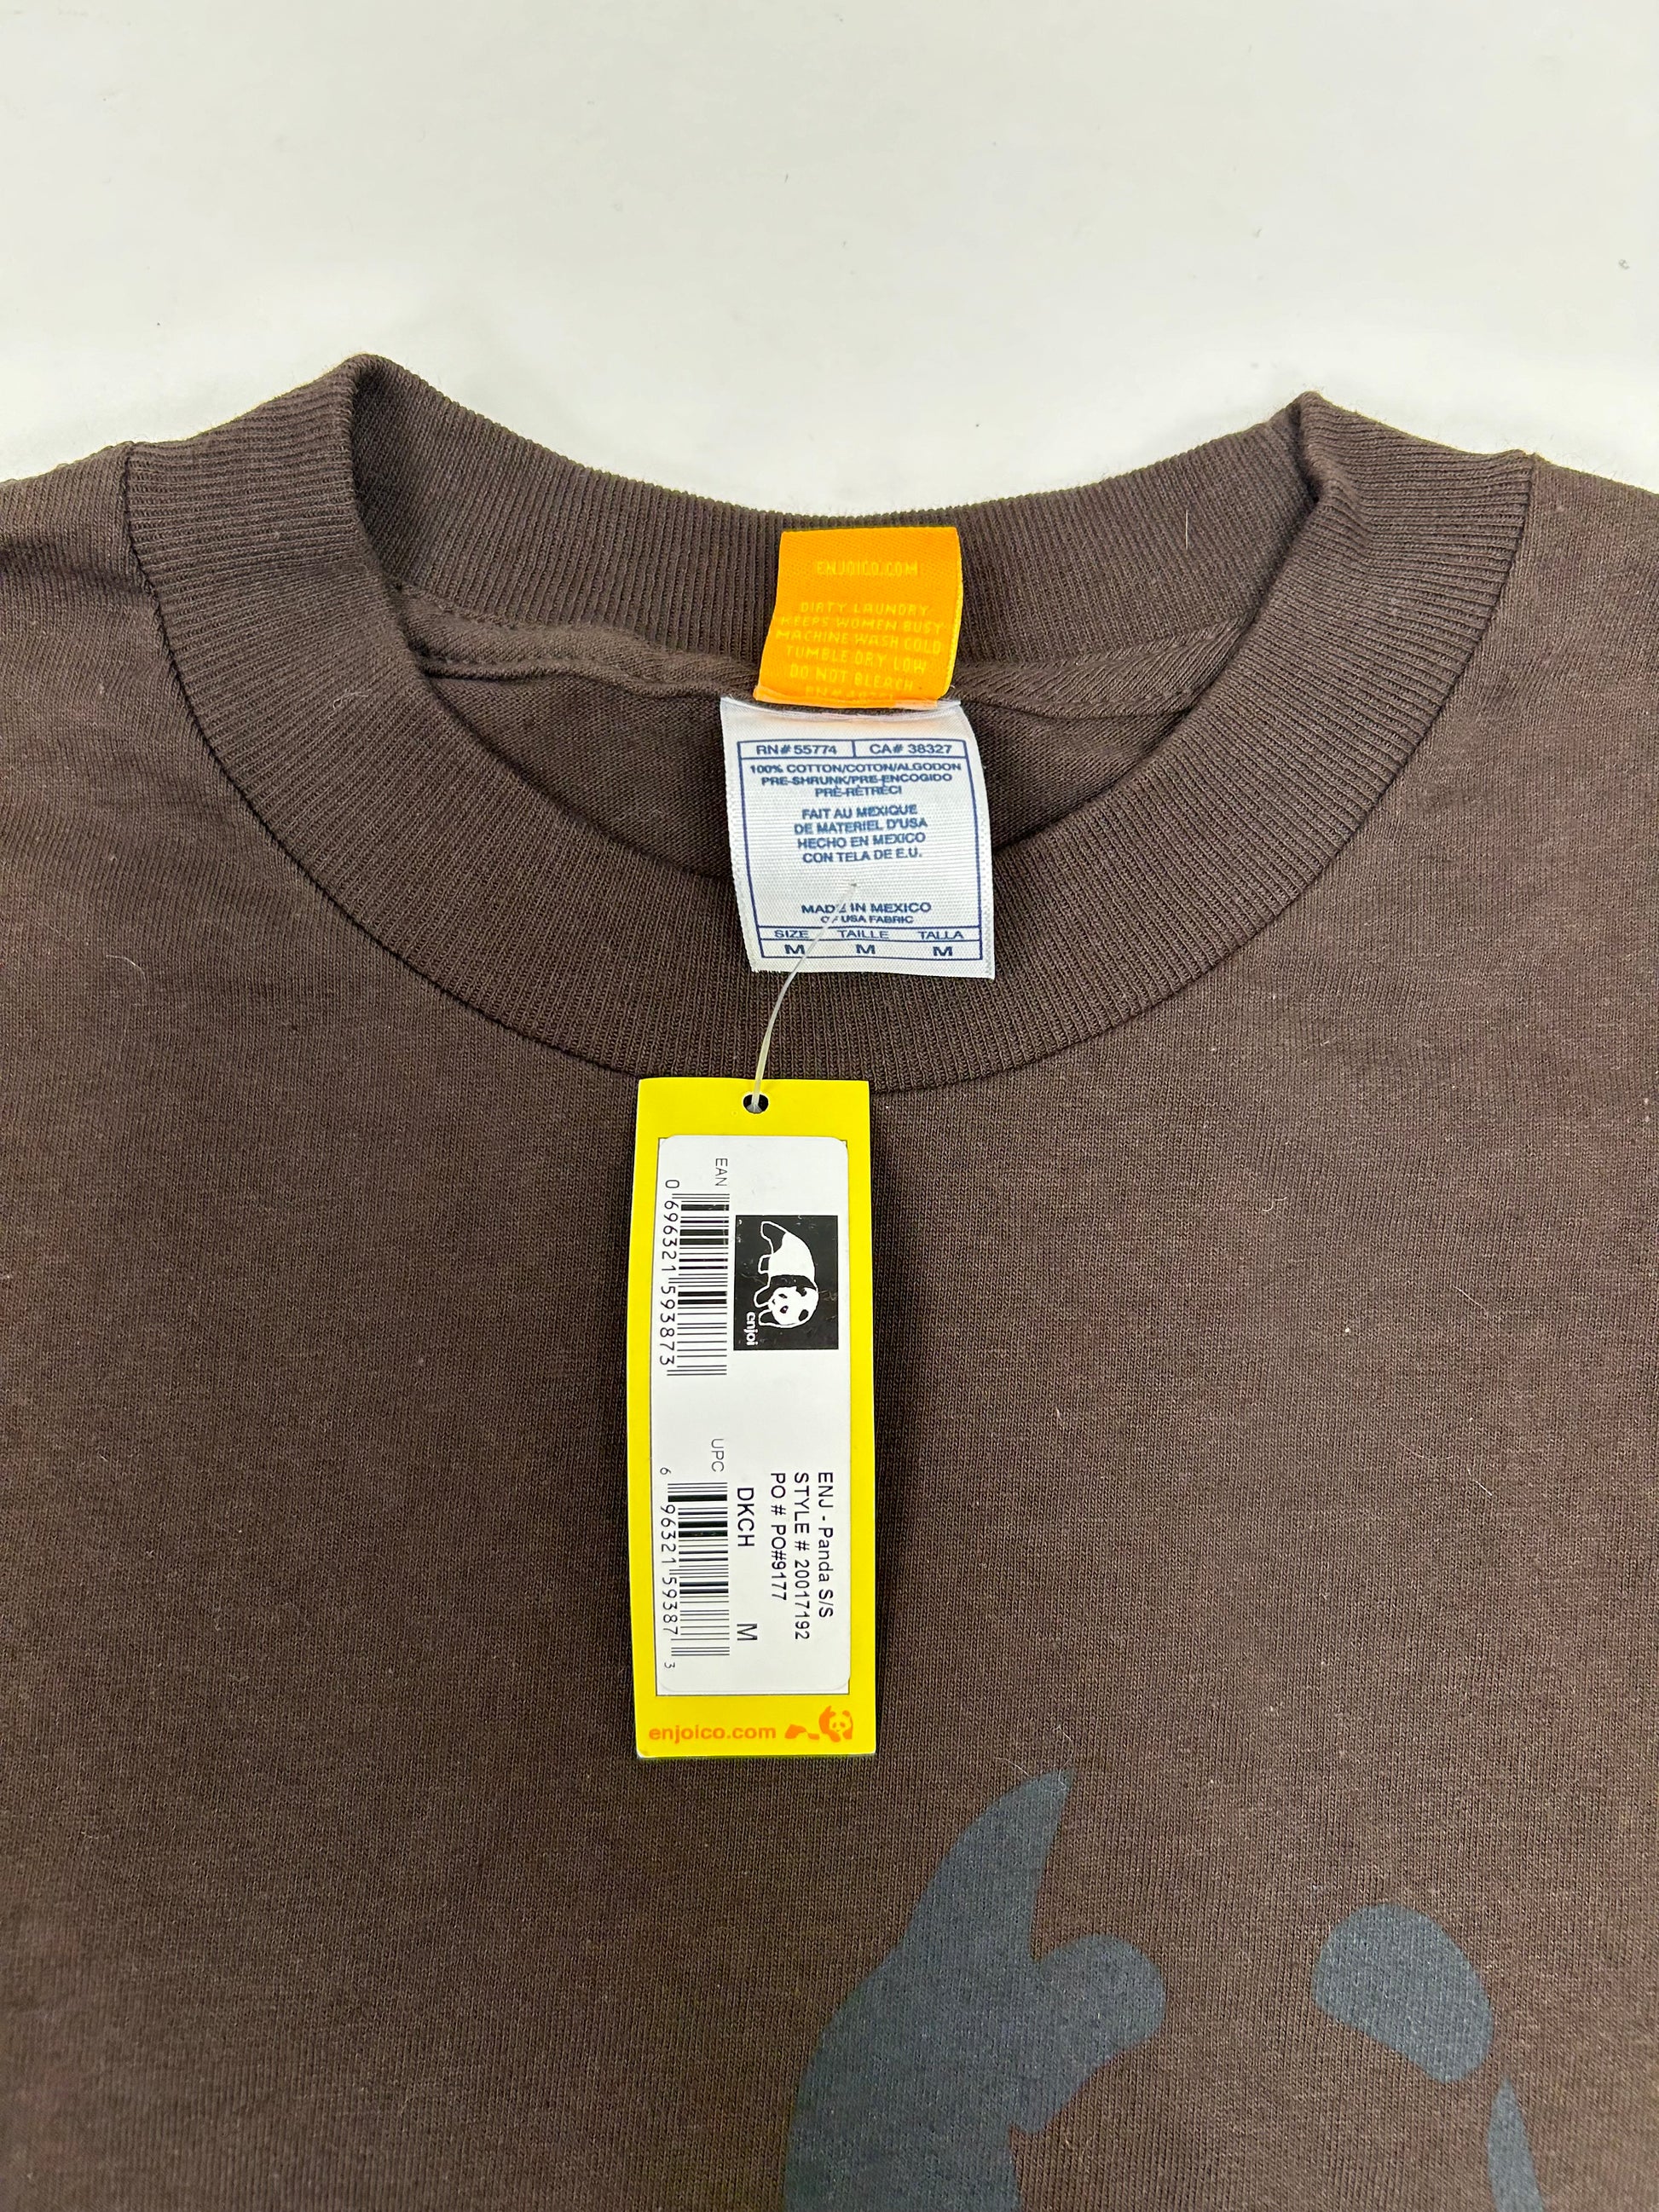 ENJOICO.COM
DIRTY LAUNDRY
KEEPS WOMEN BUSY
MACHINE WASH COLD
TUMBLE DRY LOW
DO NOT BLEACH
RN# 55774 CA# 38327
100% COTTON/COTON/ALGODON
PRE-SHRUNK/PRE-ENCOGIDO
PRÉ-RÉTRÉCI
FAIT AU MEXIQUE
DE MATERIEL D'USA
HECHO EN MEXICO
CON TELA DE E.U.
MADE IN MEXICO
OF USA FABRIC
SIZE TAILLE TALLA
M M M
enjoi
EAN
0 696321 593873
ENJ - Panda S/S
STYLE # 20017192
PO # PO#9177
DKCH M
UPC
6 96321 59387 3
enjoico.com